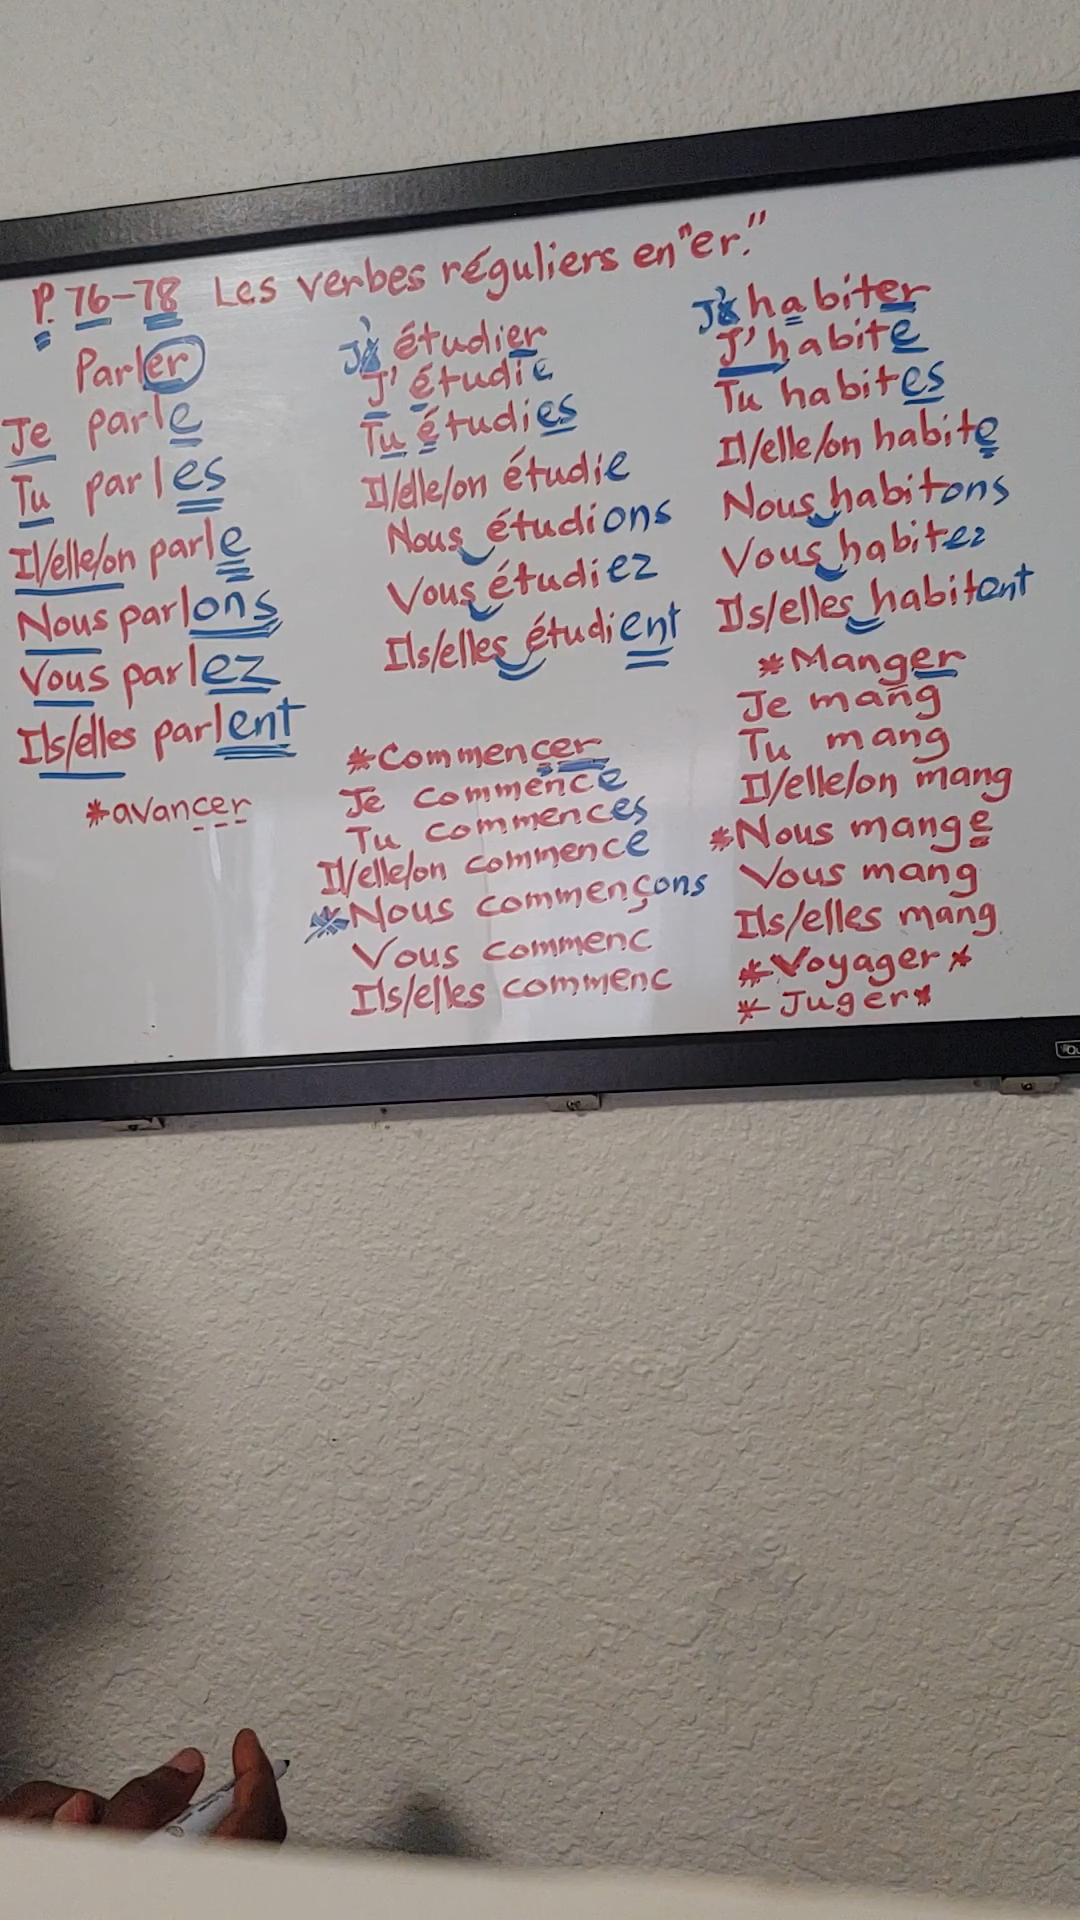 P. 76-78 Les verbes réguliers en "er."
Parler
Je parle
Tu parles
Il/elle/on parle
Nous parlons
Vous parlez
Ils/elles parlent
*avancer
étudier
J' étudie
Tu étudies
Il/elle/on étudie
Nous étudions
Vous étudiez
Ils/elles étudient
*Commencer
Je commence
Tu commences
Il/elle/on commence
*Nous commençons
Vous commenc
Ils/elles commenc
habiter
J'habite
Tu habites
Il/elle/on habite
Nous habitons
Vous habitez
Ils/elles habitent
*Manger
Je mang
Tu mang
Il/elle/on mang
*Nous mange
Vous mang
Ils/elles mang
*Voyager*
*Juger*